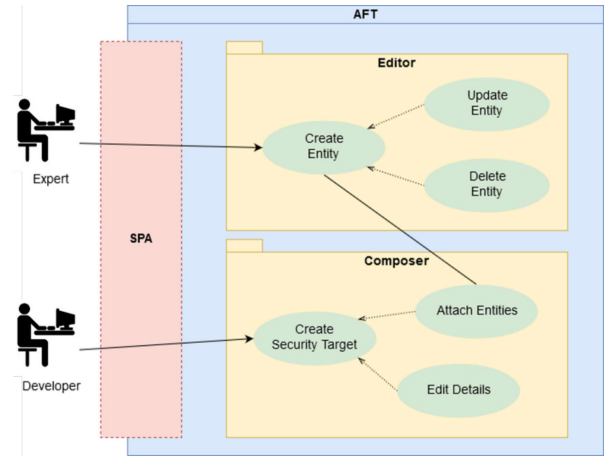 AFT
Editor
Update
Entity
Create
Entity
Expert
Delete
Entity
SPA
Composer
Attach Entities
Create
Security Target
Developer
Edit Details